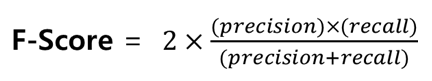 F-Score = 2 × (precision)×(recall) / (precision+recall)